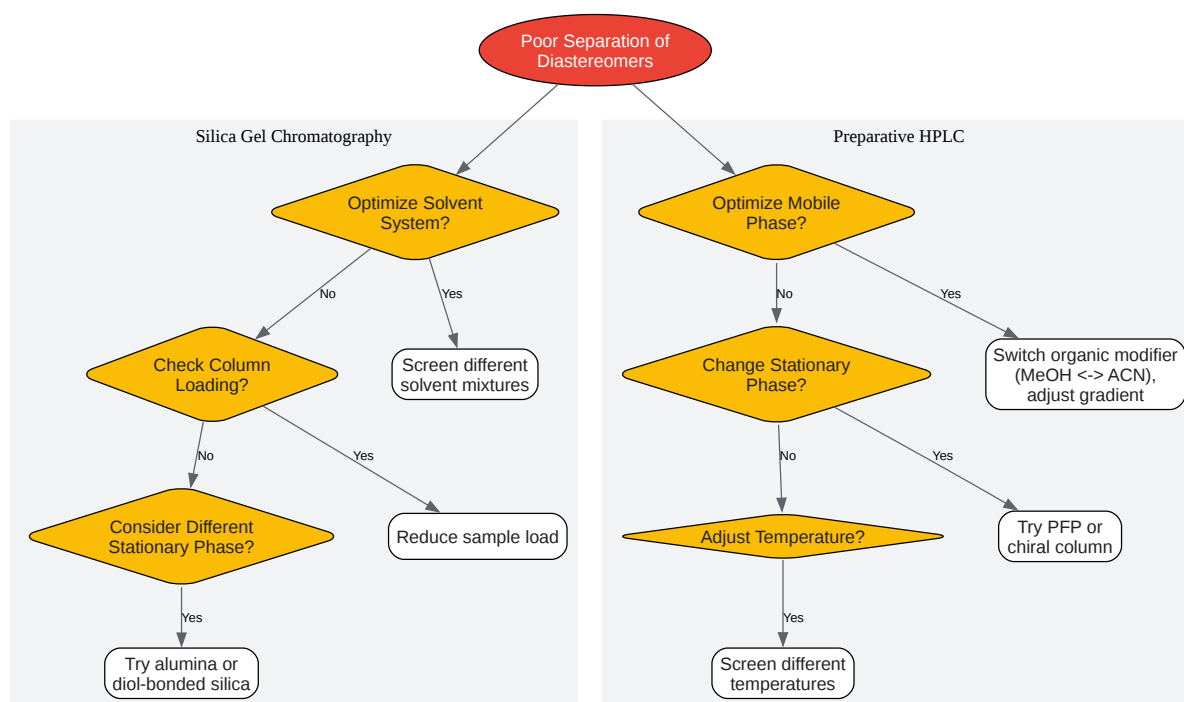 Poor Separation of
Diastereomers
Silica Gel Chromatography
Optimize Solvent
System?
No
Yes
Check Column
Loading?
Screen different
solvent mixtures
No
Yes
Consider Different
Stationary Phase?
Reduce sample load
Yes
Try alumina or
diol-bonded silica
Preparative HPLC
Optimize Mobile
Phase?
No
Yes
Change Stationary
Phase?
Switch organic modifier
(MeOH <-> ACN),
adjust gradient
No
Yes
Adjust Temperature?
Try PFP or
chiral column
Yes
Screen different
temperatures